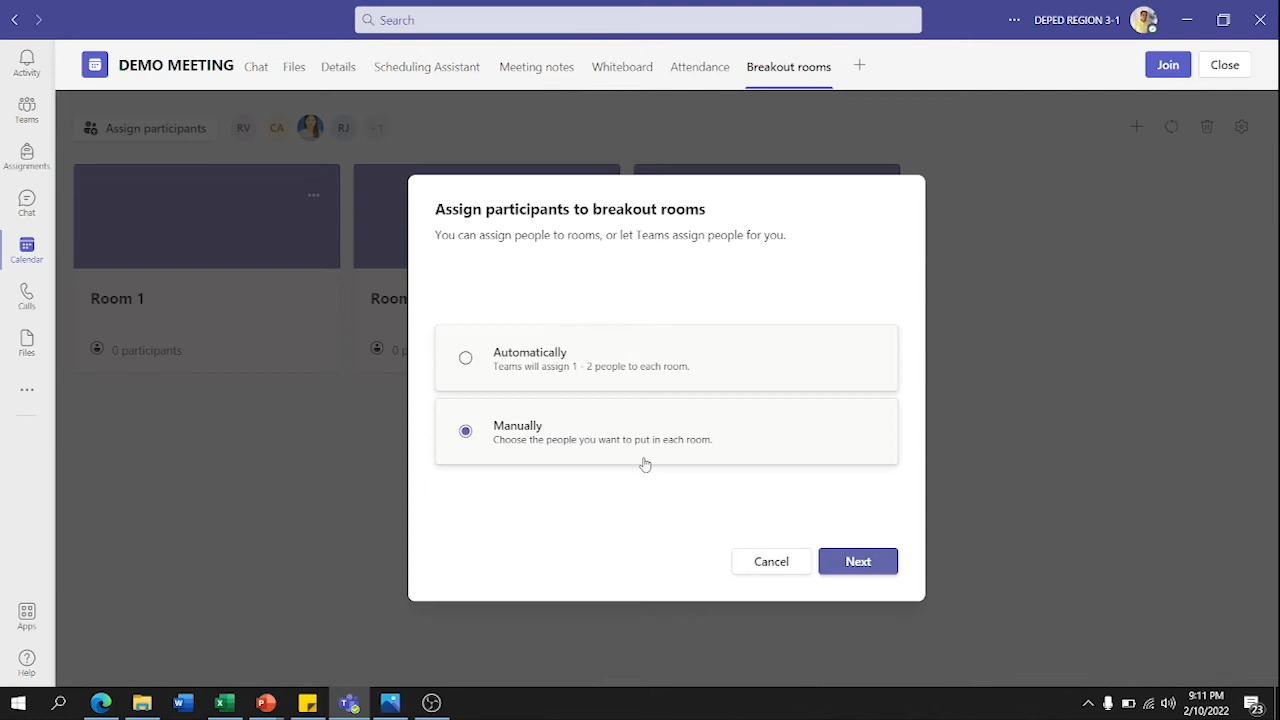 Search
DEPED REGION 3-1
DEMO MEETING
Chat
Files
Details
Scheduling Assistant
Meeting notes
Whiteboard
Attendance
Breakout rooms
Join
Close
Activity
Teams
Assignments
Chat
Calendar
Calls
Files
Apps
Help
Assign participants
RV
CA
RJ
Room 1
0 participants
Room
0 p
Assign participants to breakout rooms
You can assign people to rooms, or let Teams assign people for you.
Automatically
Teams will assign 1 - 2 people to each room.
Manually
Choose the people you want to put in each room.
Cancel
Next
9:11 PM
2/10/2022
23